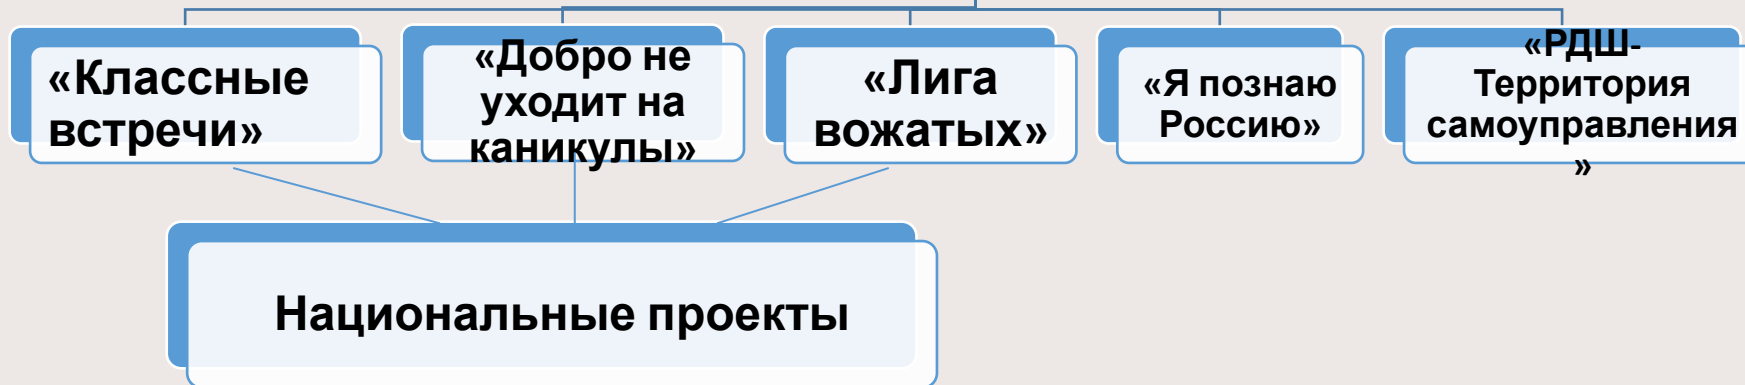 «Классные
встречи»
«Добро не
уходит на
каникулы»
«Лига
вожатых»
«Я познаю
Россию»
«РДШ-
Территория
самоуправления
»
Национальные проекты